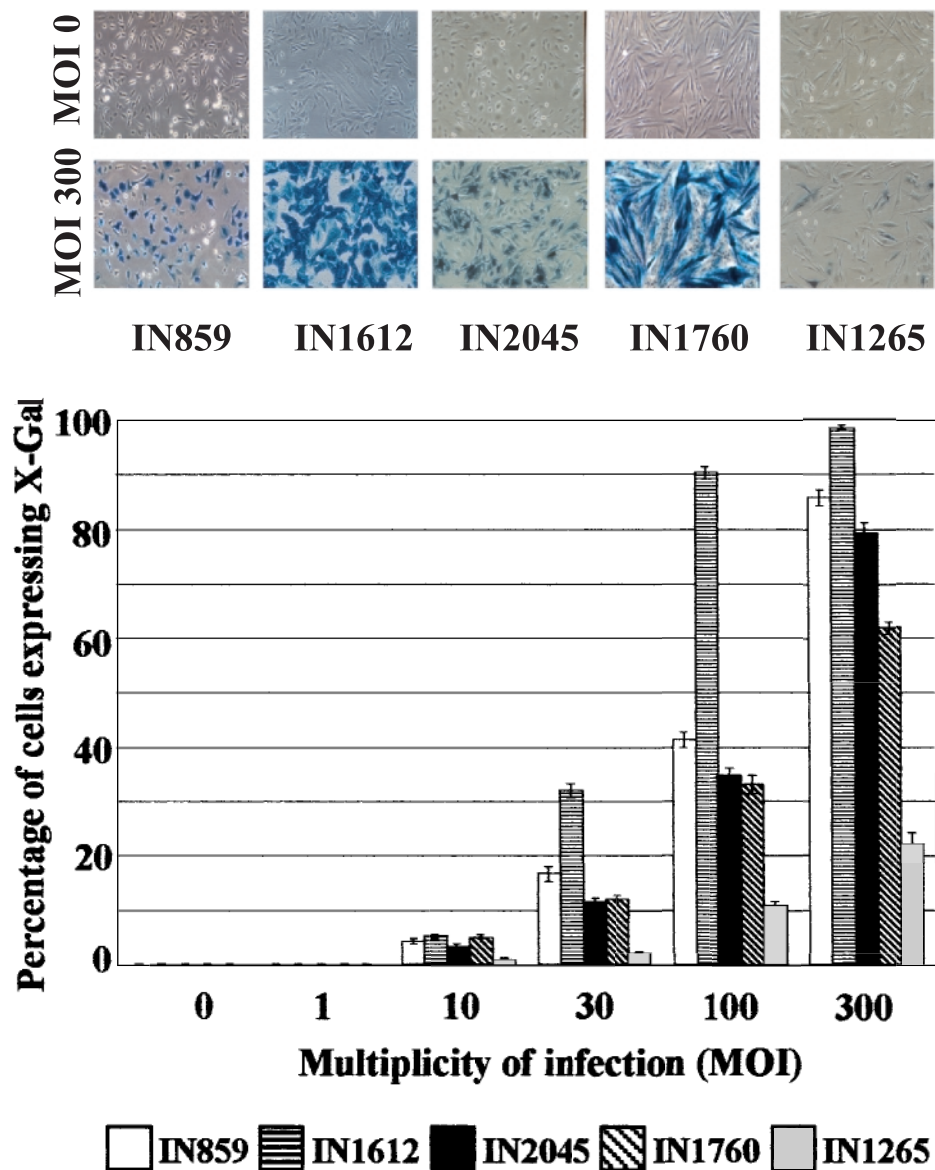 MOI 0
MOI 300
IN859 IN1612 IN2045 IN1760 IN1265
Percentage of cells expressing X-Gal
100
80
60
40
20
0
0 1 10 30 100 300
Multiplicity of infection (MOI)
IN859 IN1612 IN2045 IN1760 IN1265